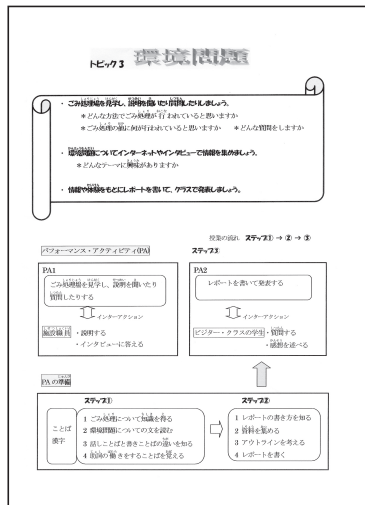 トピック3 環境問題
・ ごみ処理場を見学し、説明を聞いたり質問したりしましょう。
＊どんな方法でごみ処理が行われていると思いますか
＊ごみ処理の他に何が行われていると思いますか ＊どんな質問をしますか
・ 環境問題についてインターネットやインタビューで情報を集めましょう。
＊どんなテーマに興味がありますか
・ 情報や体験をもとにレポートを書いて、クラスで発表しましょう。
授業の流れ ステップ① → ② → ③
パフォーマンス・アクティビティ(PA)
ステップ③
PA1
ごみ処理場を見学し、説明を聞いたり
質問したりする
インターアクション
施設職員 ・説明する
・インタビューに答える
PA2
レポートを書いて発表する
インターアクション
ビジター・クラスの学生 ・質問する
・感想を述べる
PAの準備
ステップ①
ことば
漢字
1 ごみ処理について知識を得る
2 環境問題についての文を読む
3 話しことばと書きことばの違いを知る
4 助詞の働きをすることばを覚える
ステップ②
1 レポートの書き方を知る
2 資料を集める
3 アウトラインを考える
4 レポートを書く